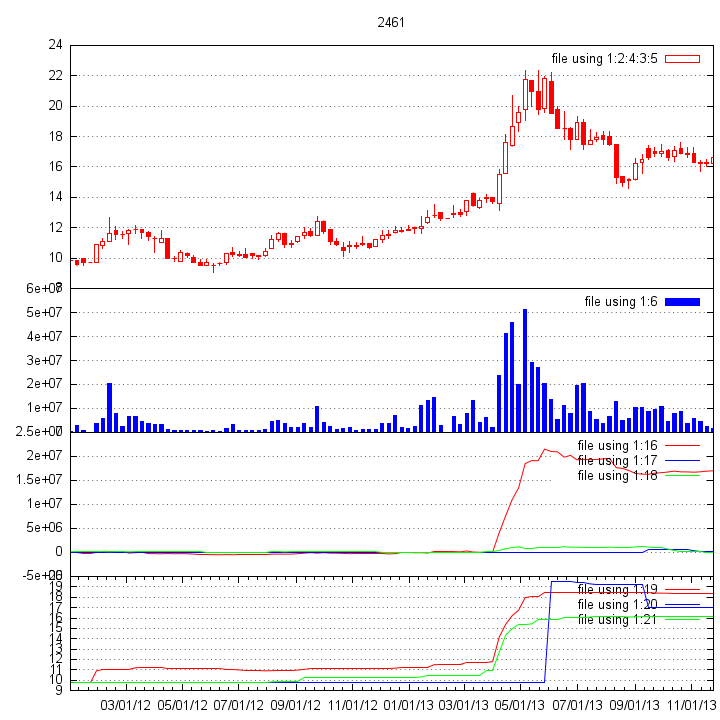 2461
24
file using 1:2:4:3:5
22
20
18
16
14
12
10
8
6e+07
file using 1:6
5e+07
4e+07
3e+07
2e+07
1e+07
0
2.5e+07
file using 1:16
2e+07
file using 1:17
1.5e+07
file using 1:18
1e+07
5e+06
0
-5e+06
20
19
file using 1:19
18
17
file using 1:20
16
file using 1:21
15
14
13
12
11
10
9
03/01/12 05/01/12 07/01/12 09/01/12 11/01/12 01/01/13 03/01/13 05/01/13 07/01/13 09/01/13 11/01/13